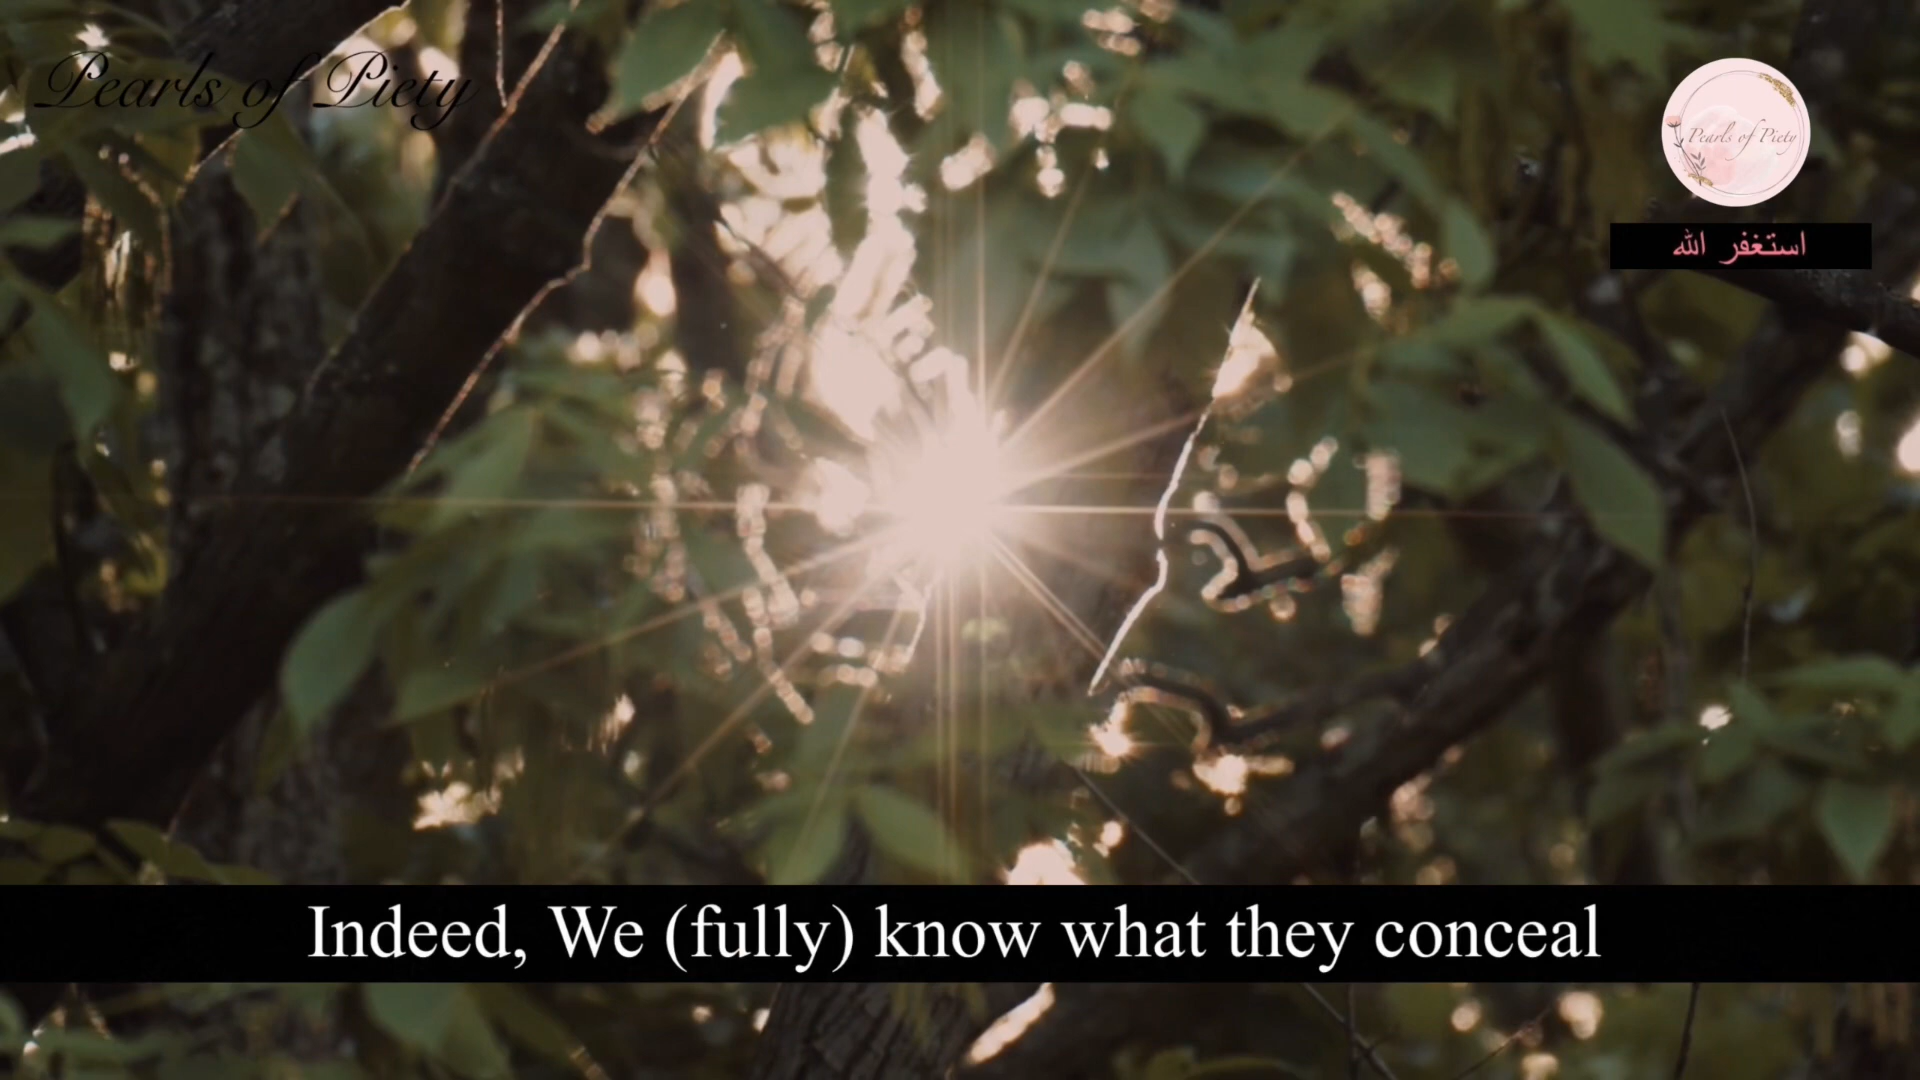 Pearls of Piety
Pearls of Piety
استغفر الله
Indeed, We (fully) know what they conceal